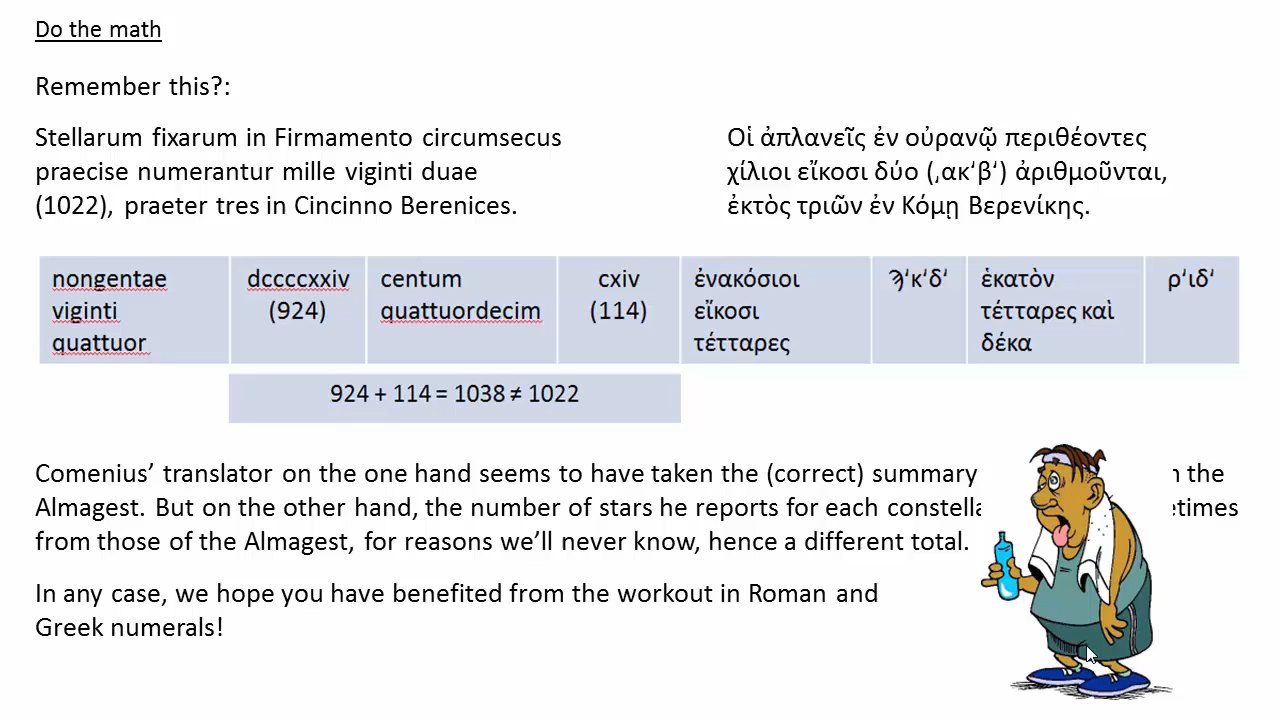 Do the math
Remember this?:
Stellarum fixarum in Firmamento circumsecus
praecise numerantur mille viginti duae
(1022), praeter tres in Cincinno Berenices.
Οἱ ἀπλανεῖς ἐν οὐρανῷ περιθέοντες
χίλιοι εἴκοσι δύο (͵ακʻβʻ) ἀριθμοῦνται,
ἐκτὸς τριῶν ἐν Κόμῃ Βερενίκης.
nongentae
viginti
quattuor
dccccxxiv
(924)
centum
quattuordecim
cxiv
(114)
ἐνακόσιοι
εἴκοσι
τέτταρες
Ϡʻκʻδʻ
ἑκατὸν
τέτταρες καὶ
δέκα
ρʻιδʻ
924 + 114 = 1038 ≠ 1022
Comenius’ translator on the one hand seems to have taken the (correct) summary the
Almagest. But on the other hand, the number of stars he reports for each
from those of the Almagest, for reasons we’ll never know, hence a different total.
In any case, we hope you have benefited from the workout in Roman and
Greek numerals!